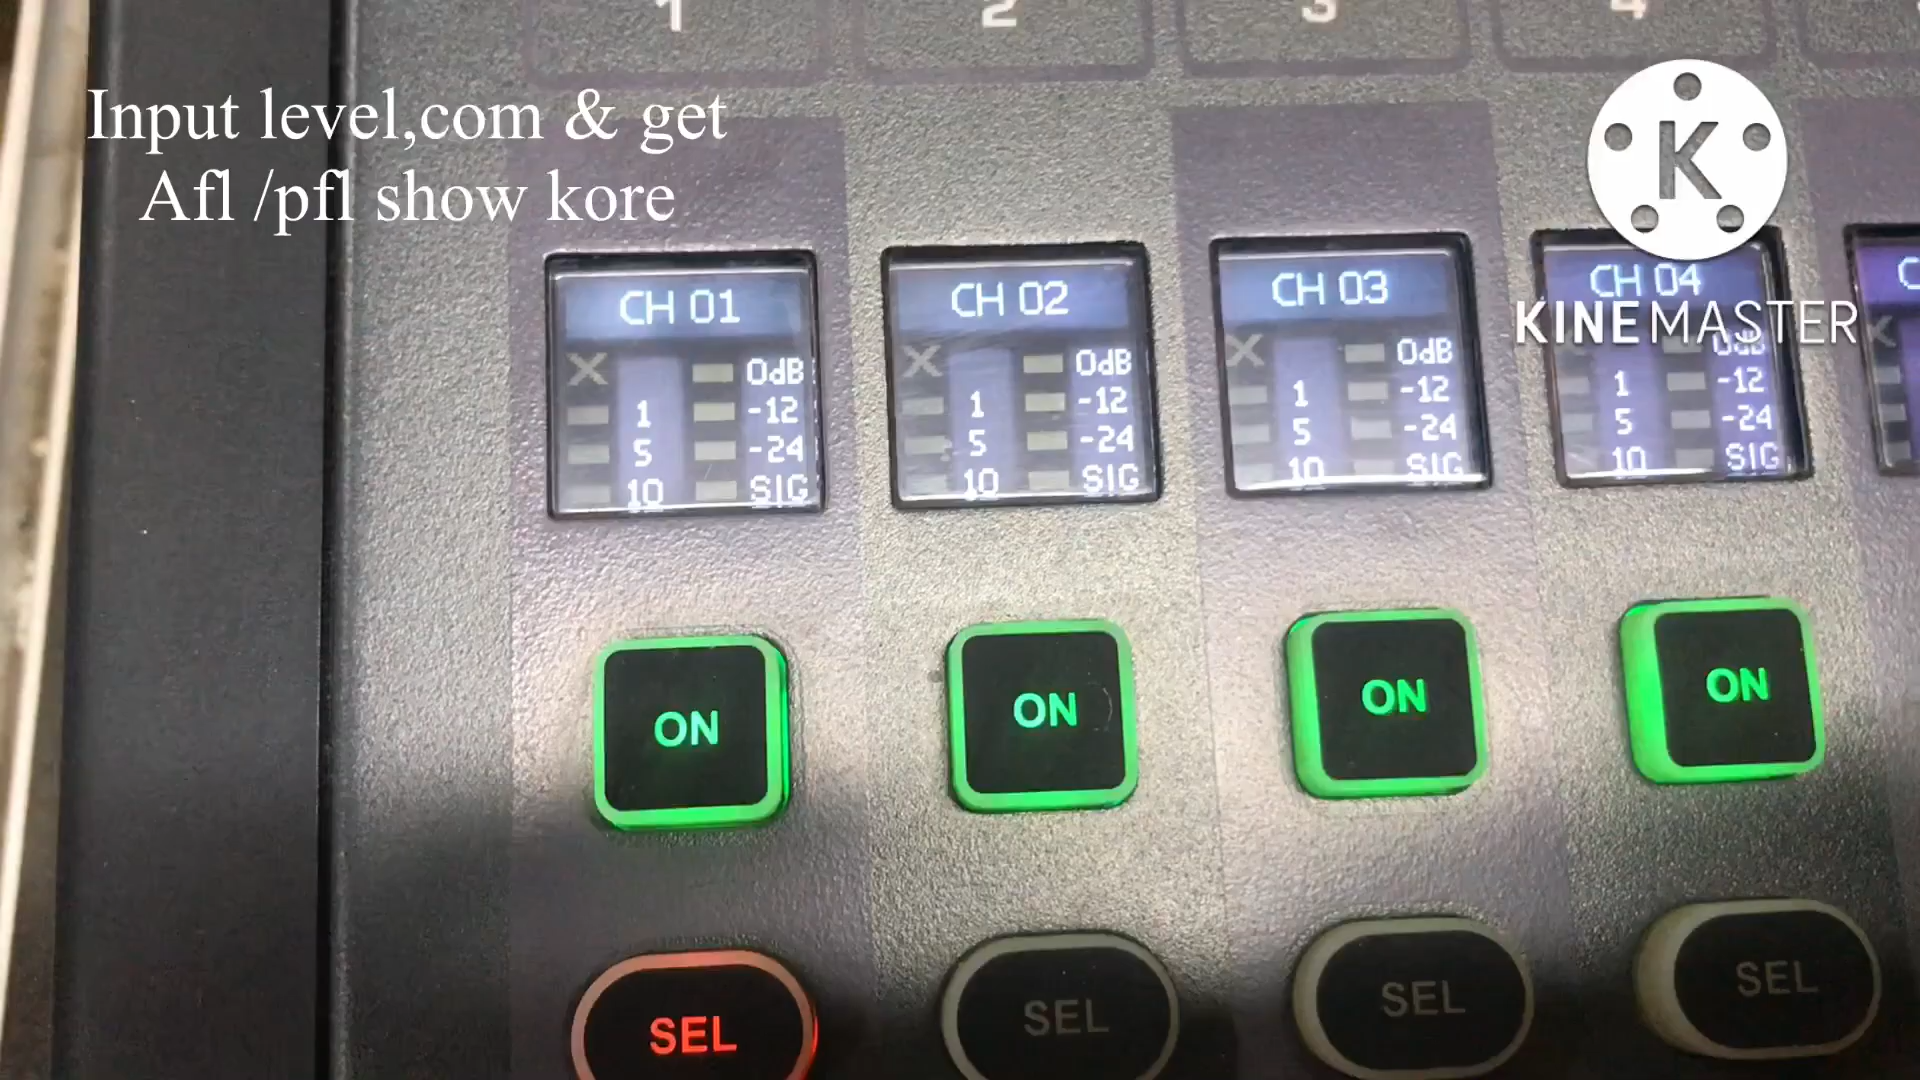 1 2 3 4
Input level,com & get
Afl /pfl show kore
K
KINEMASTER
CH 01
0dB
1 -12
5 -24
10 SIG
CH 02
0dB
1 -12
5 -24
10 SIG
CH 03
0dB
1 -12
5 -24
10 SIG
CH 04
0dB
1 -12
5 -24
10 SIG
ON ON ON ON
SEL SEL SEL SEL